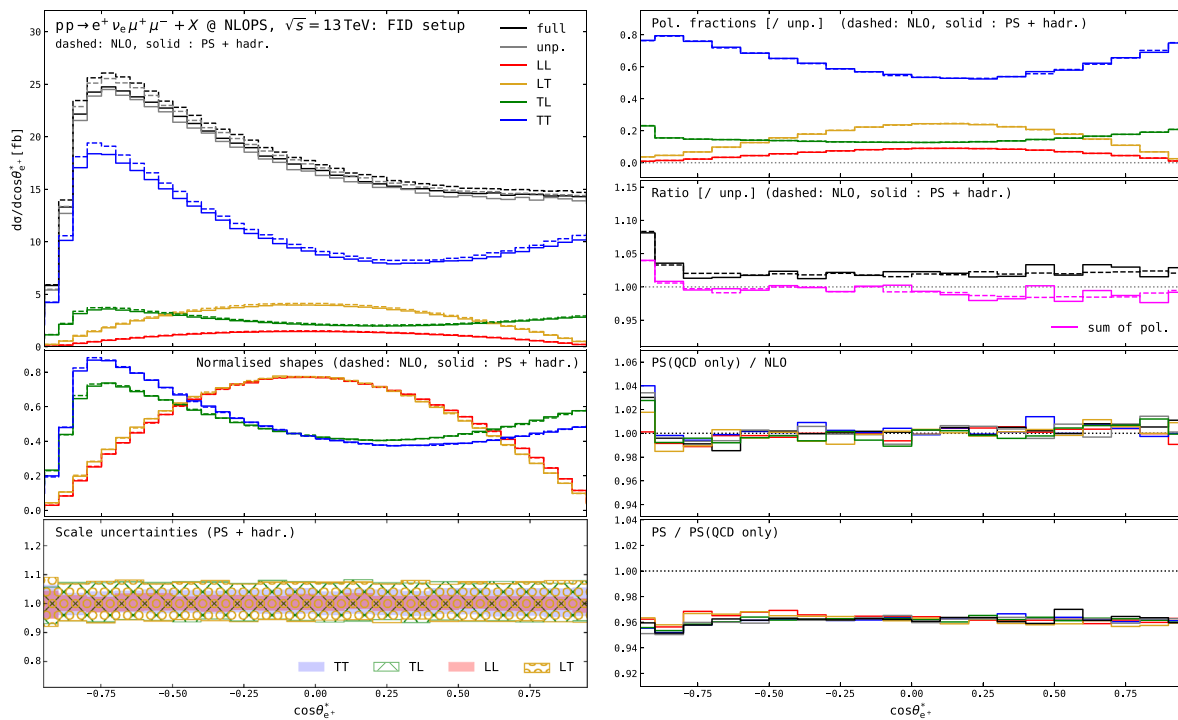 pp→e⁺νₑμ⁺μ⁻ + X @ NLOPS, √s = 13 TeV: FID setup
dashed: NLO, solid : PS + hadr.
full
unp.
LL
LT
TL
TT
dσ/dcosθ*ₑ₊ [fb]
30
25
20
15
10
5
0
Normalised shapes (dashed: NLO, solid : PS + hadr.)
0.8
0.6
0.4
0.2
0.0
Scale uncertainties (PS + hadr.)
1.2
1.1
1.0
0.9
0.8
TT
TL
LL
LT
−0.75
−0.50
−0.25
0.00
0.25
0.50
0.75
cosθ*ₑ₊
Pol. fractions [/ unp.] (dashed: NLO, solid : PS + hadr.)
0.8
0.6
0.4
0.2
0.0
Ratio [/ unp.] (dashed: NLO, solid : PS + hadr.)
1.15
1.10
1.05
1.00
0.95
sum of pol.
PS(QCD only) / NLO
1.06
1.04
1.02
1.00
0.98
0.96
0.94
PS / PS(QCD only)
1.04
1.02
1.00
0.98
0.96
0.94
0.92
−0.75
−0.50
−0.25
0.00
0.25
0.50
0.75
cosθ*ₑ₊